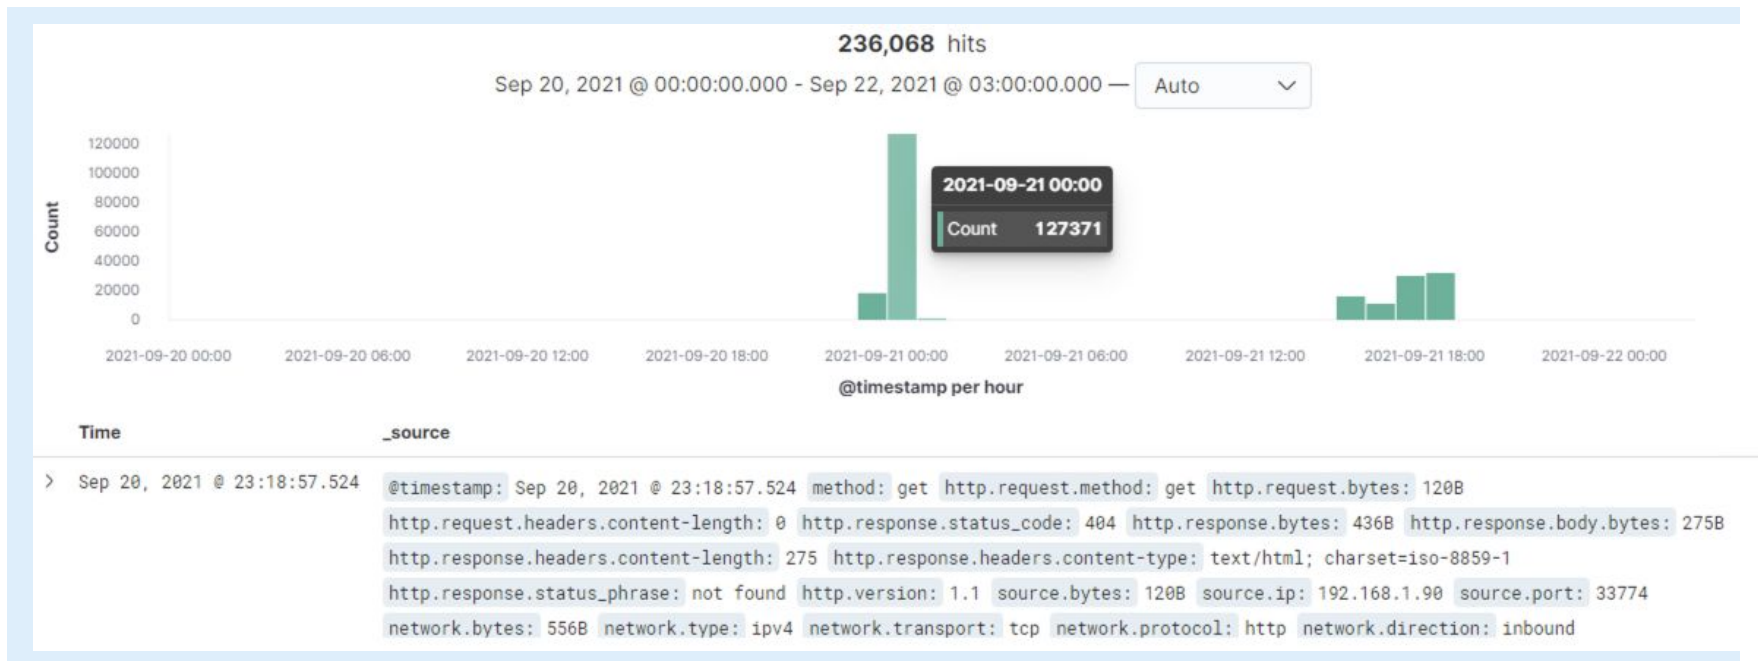 236,068 hits
Sep 20, 2021 @ 00:00:00.000 - Sep 22, 2021 @ 03:00:00.000 — Auto
Count
120000
100000
80000
60000
40000
20000
0
2021-09-21 00:00
Count 127371
2021-09-20 00:00 2021-09-20 06:00 2021-09-20 12:00 2021-09-20 18:00 2021-09-21 00:00 2021-09-21 06:00 2021-09-21 12:00 2021-09-21 18:00 2021-09-22 00:00
@timestamp per hour
Time _source
Sep 20, 2021 @ 23:18:57.524 @timestamp: Sep 20, 2021 @ 23:18:57.524 method: get http.request.method: get http.request.bytes: 120B
http.request.headers.content-length: 0 http.response.status_code: 404 http.response.bytes: 436B http.response.body.bytes: 275B
http.response.headers.content-length: 275 http.response.headers.content-type: text/html; charset=iso-8859-1
http.response.status_phrase: not found http.version: 1.1 source.bytes: 120B source.ip: 192.168.1.90 source.port: 33774
network.bytes: 556B network.type: ipv4 network.transport: tcp network.protocol: http network.direction: inbound